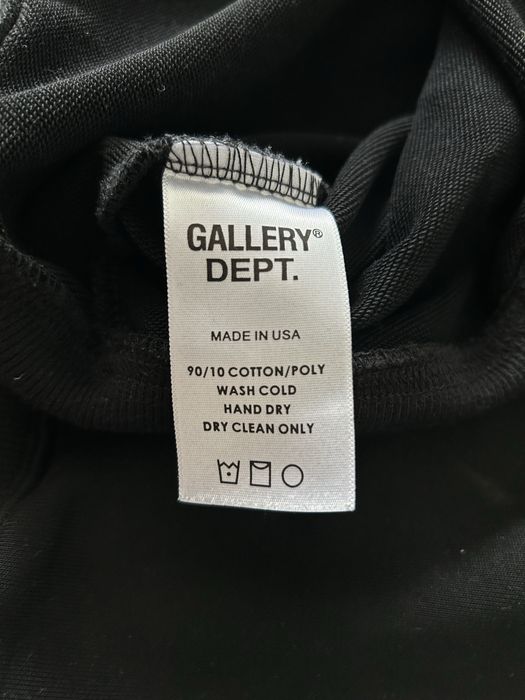 GALLERY®
DEPT.
MADE IN USA
90/10 COTTON/POLY
WASH COLD
HAND DRY
DRY CLEAN ONLY